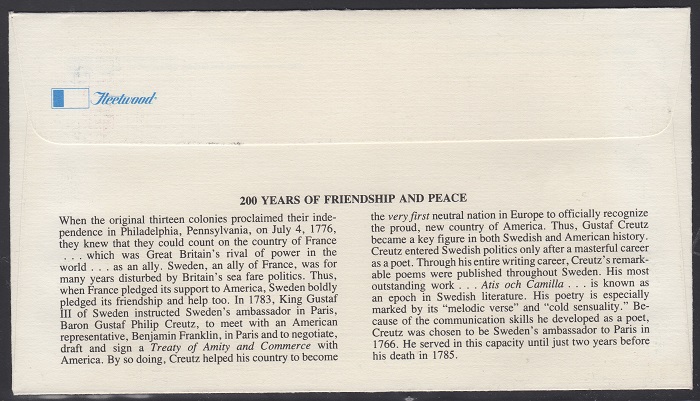 Fleetwood
200 YEARS OF FRIENDSHIP AND PEACE
When the original thirteen colonies proclaimed their inde-
pendence in Philadelphia, Pennsylvania, on July 4, 1776,
they knew that they could count on the country of France
. . . which was Great Britain's rival of power in the
world . . . as an ally. Sweden, an ally of France, was for
many years disturbed by Britain's sea fare politics. Thus,
when France pledged its support to America, Sweden boldly
pledged its friendship and help too. In 1783, King Gustaf
III of Sweden instructed Sweden's ambassador in Paris,
Baron Gustaf Philip Creutz, to meet with an American
representative, Benjamin Franklin, in Paris and to negotiate,
draft and sign a Treaty of Amity and Commerce with
America. By so doing, Creutz helped his country to become
the very first neutral nation in Europe to officially recognize
the proud, new country of America. Thus, Gustaf Creutz
became a key figure in both Swedish and American history.
Creutz entered Swedish politics only after a masterful career
as a poet. Through his entire writing career, Creutz's remark-
able poems were published throughout Sweden. His most
outstanding work . . . Atis och Camilla . . . is known as
an epoch in Swedish literature. His poetry is especially
marked by its "melodic verse" and "cold sensuality." Be-
cause of the communication skills he developed as a poet,
Creutz was chosen to be Sweden's ambassador to Paris in
1766. He served in this capacity until just two years before
his death in 1785.